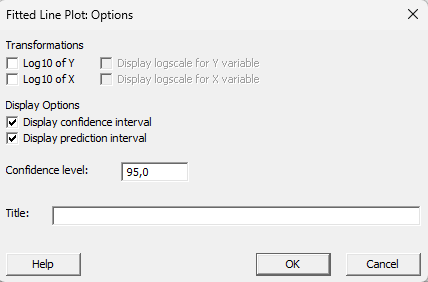 Fitted Line Plot: Options
Transformations
Log10 of Y Display logscale for Y variable
Log10 of X Display logscale for X variable
Display Options
Display confidence interval
Display prediction interval
Confidence level: 95,0
Title:
Help OK Cancel